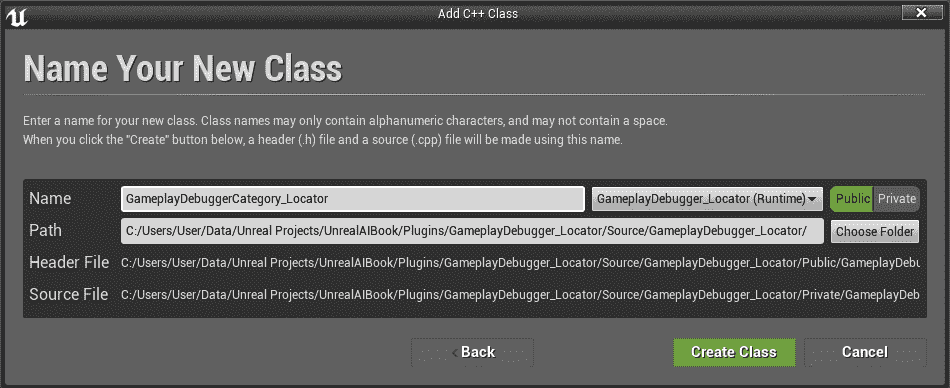 Add C++ Class
Name Your New Class
Enter a name for your new class. Class names may only contain alphanumeric characters, and may not contain a space.
When you click the "Create" button below, a header (.h) file and a source (.cpp) file will be made using this name.
Name GameplayDebuggerCategory_Locator GameplayDebugger_Locator (Runtime) Public Private
Path C:/Users/User/Data/Unreal Projects/UnrealAIBook/Plugins/GameplayDebugger_Locator/Source/GameplayDebugger_Locator/ Choose Folder
Header File C:/Users/User/Data/Unreal Projects/UnrealAIBook/Plugins/GameplayDebugger_Locator/Source/GameplayDebugger_Locator/Public/GameplayDebu
Source File C:/Users/User/Data/Unreal Projects/UnrealAIBook/Plugins/GameplayDebugger_Locator/Source/GameplayDebugger_Locator/Private/GameplayDeb
Back Create Class Cancel